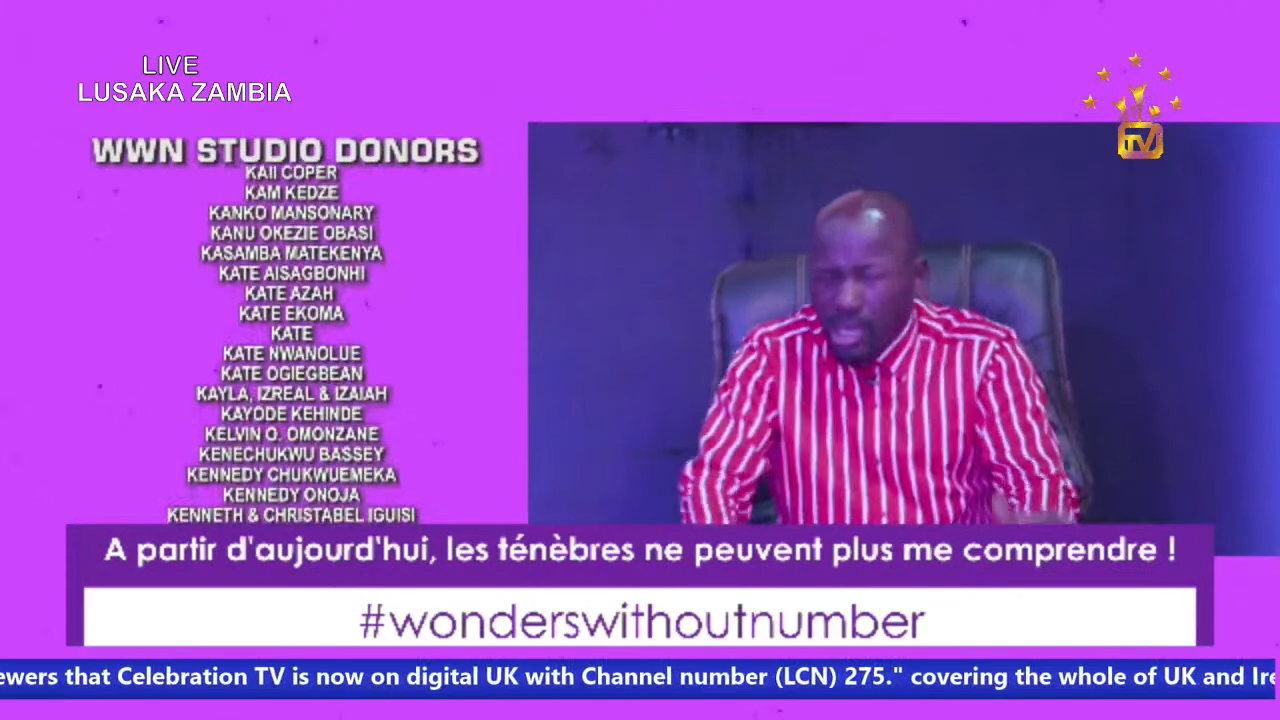 LIVE
LUSAKA ZAMBIA
TV
WWN STUDIO DONORS
KAII COPER
KAM KEDZE
KANKO MANSONARY
KANU OKEZIE OBASI
KASAMBA MATEKENYA
KATE AISAGBONHI
KATE AZAH
KATE EKOMA
KATE
KATE NWANOLUE
KATE OGIEGBEAN
KAYLA, IZREAL & IZAIAH
KAYODE KEHINDE
KELVIN O. OMONZANE
KENECHUKWU BASSEY
KENNEDY CHUKWUEMEKA
KENNEDY ONOJA
KENNETH & CHRISTABEL IGUISI
A partir d'aujourd'hui, les ténèbres ne peuvent plus me comprendre !
#wonderswithoutnumber
ewers that Celebration TV is now on digital UK with Channel number (LCN) 275." covering the whole of UK and Ire